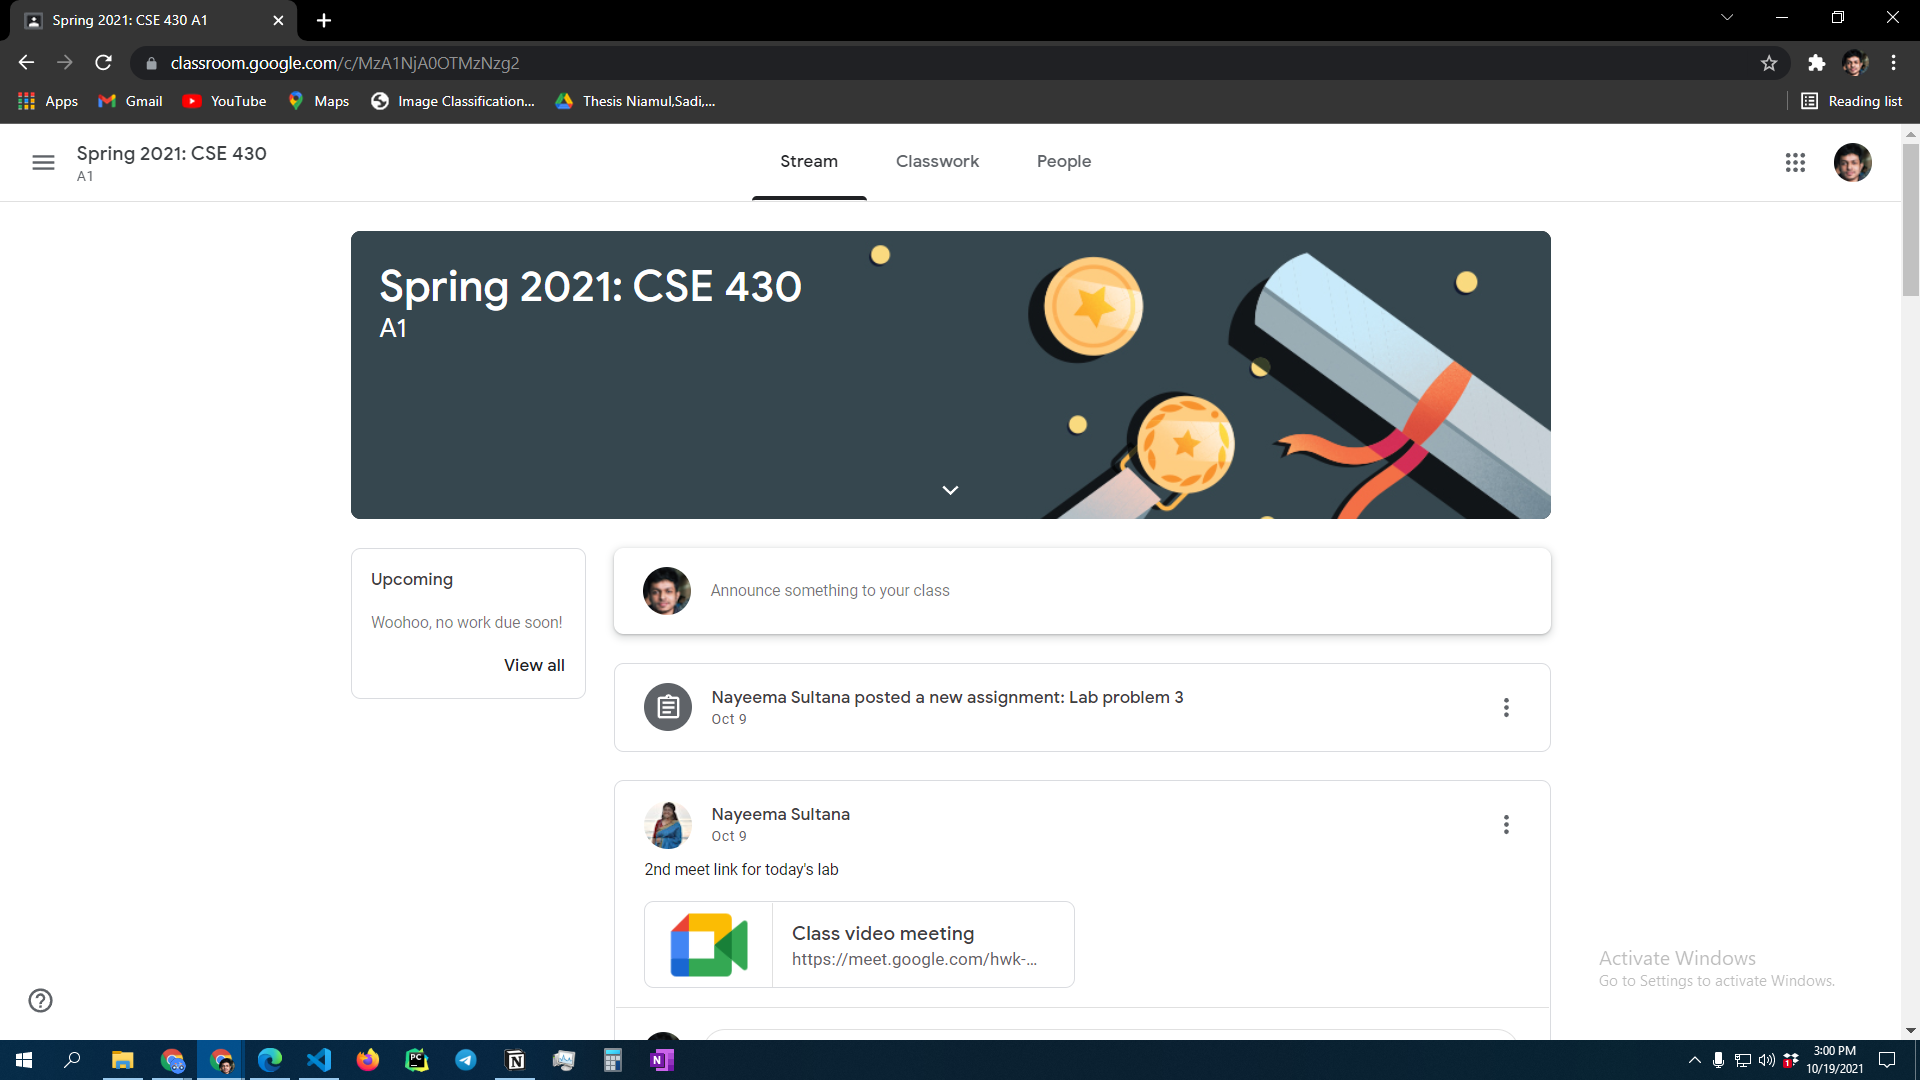 Spring 2021: CSE 430 A1
classroom.google.com/c/MzA1NjA0OTMzNzg2
Apps
Gmail
YouTube
Maps
Image Classification...
Thesis Niamul,Sadi,...
Reading list
Spring 2021: CSE 430
A1
Stream
Classwork
People
Spring 2021: CSE 430
A1
Upcoming
Woohoo, no work due soon!
View all
Announce something to your class
Nayeema Sultana posted a new assignment: Lab problem 3
Oct 9
Nayeema Sultana
Oct 9
2nd meet link for today's lab
Class video meeting
https://meet.google.com/hwk-...
Activate Windows
Go to Settings to activate Windows.
PC
N
N
1
3:00 PM
10/19/2021